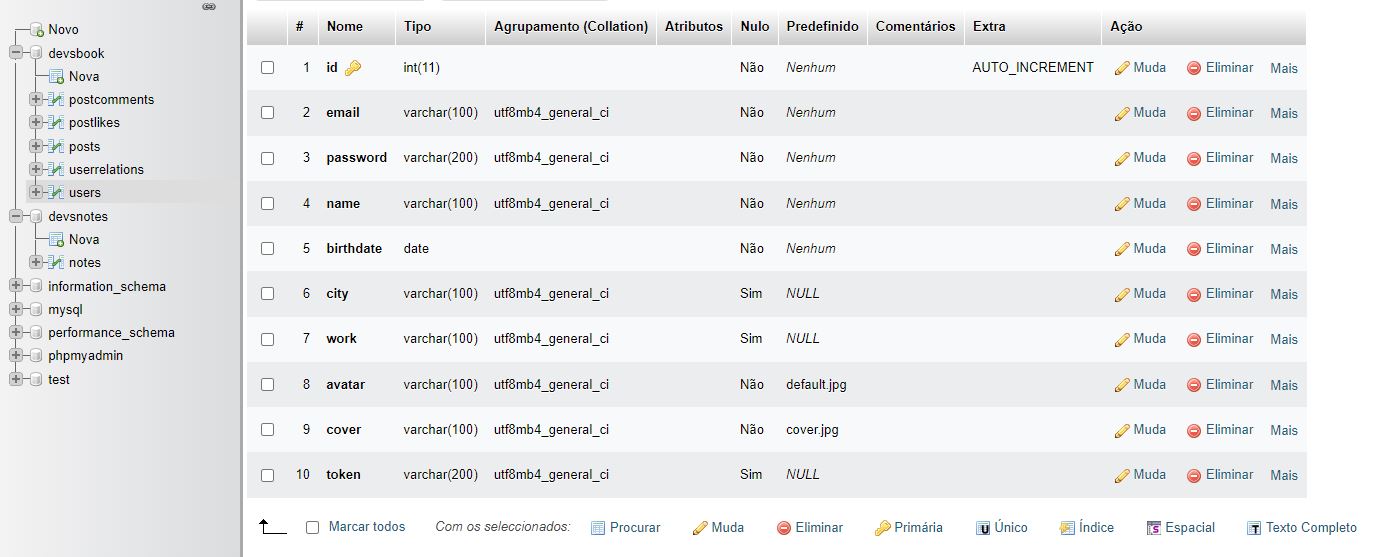 Novo
devsbook
Nova
postcomments
postlikes
posts
userrelations
users
devsnotes
Nova
notes
information_schema
mysql
performance_schema
phpmyadmin
test
# Nome Tipo Agrupamento (Collation) Atributos Nulo Predefinido Comentários Extra Ação
1 id int(11) Não Nenhum AUTO_INCREMENT Muda Eliminar Mais
2 email varchar(100) utf8mb4_general_ci Não Nenhum Muda Eliminar Mais
3 password varchar(200) utf8mb4_general_ci Não Nenhum Muda Eliminar Mais
4 name varchar(100) utf8mb4_general_ci Não Nenhum Muda Eliminar Mais
5 birthdate date Não Nenhum Muda Eliminar Mais
6 city varchar(100) utf8mb4_general_ci Sim NULL Muda Eliminar Mais
7 work varchar(100) utf8mb4_general_ci Sim NULL Muda Eliminar Mais
8 avatar varchar(100) utf8mb4_general_ci Não default.jpg Muda Eliminar Mais
9 cover varchar(100) utf8mb4_general_ci Não cover.jpg Muda Eliminar Mais
10 token varchar(200) utf8mb4_general_ci Sim NULL Muda Eliminar Mais
Marcar todos Com os seleccionados: Procurar Muda Eliminar Primária Único Índice Espacial Texto Completo